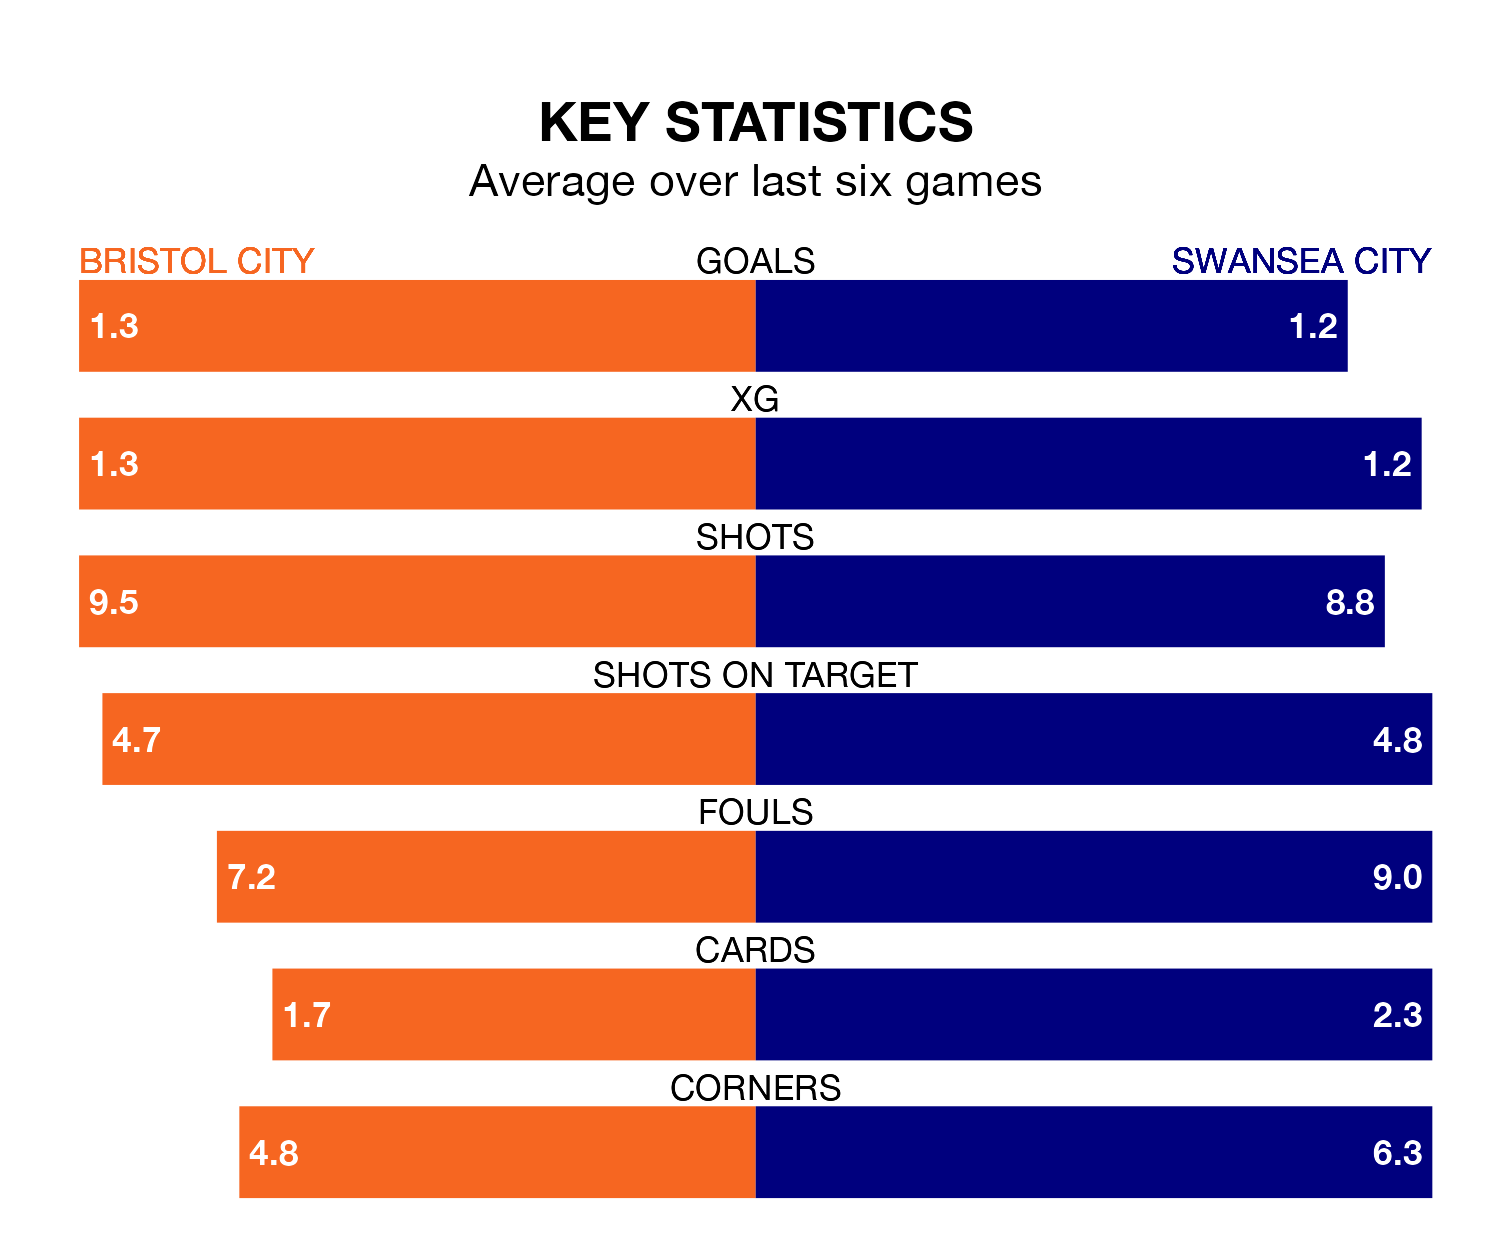 KEY STATISTICS
Average over last six games
BRISTOL CITY GOALS SWANSEA CITY
1.3 1.2
XG
1.3 1.2
SHOTS
9.5 8.8
SHOTS ON TARGET
4.7 4.8
FOULS
7.2 9.0
CARDS
1.7 2.3
CORNERS
4.8 6.3